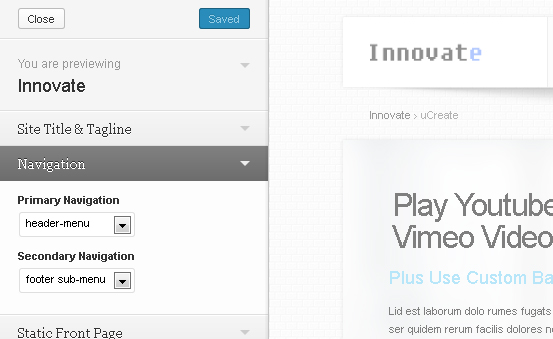 Close
Saved
You are previewing
Innovate
Site Title & Tagline
Navigation
Primary Navigation
header-menu
Secondary Navigation
footer sub-menu
Static Front Page
Innovate
Innovate › uCreate
Play Youtube
Vimeo Video
Plus Use Custom Ba
Lid est laborum dolo rumes fugats
ser quidem rerum facilis dolores ne